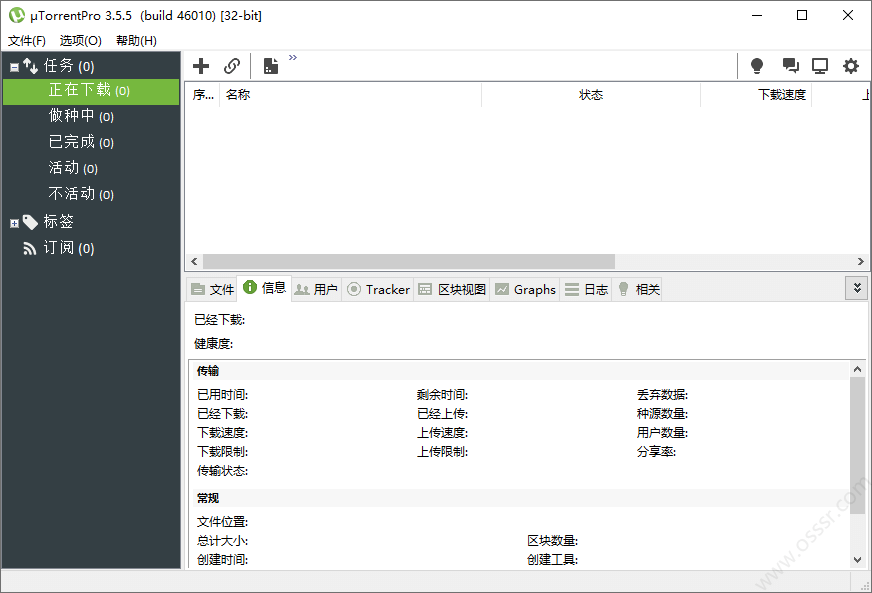 µTorrentPro 3.5.5 (build 46010) [32-bit]
文件(F) 选项(O) 帮助(H)
任务 (0)
正在下载 (0)
做种中 (0)
已完成 (0)
活动 (0)
不活动 (0)
标签
订阅 (0)
序... 名称 状态 下载速度 上
文件 信息 用户 Tracker 区块视图 Graphs 日志 相关
已经下载:
健康度:
传输
已用时间: 剩余时间: 丢弃数据:
已经下载: 已经上传: 种源数量:
下载速度: 上传速度: 用户数量:
下载限制: 上传限制: 分享率:
传输状态:
常规
文件位置:
总计大小: 区块数量:
创建时间: 创建工具:
www.osssr.com